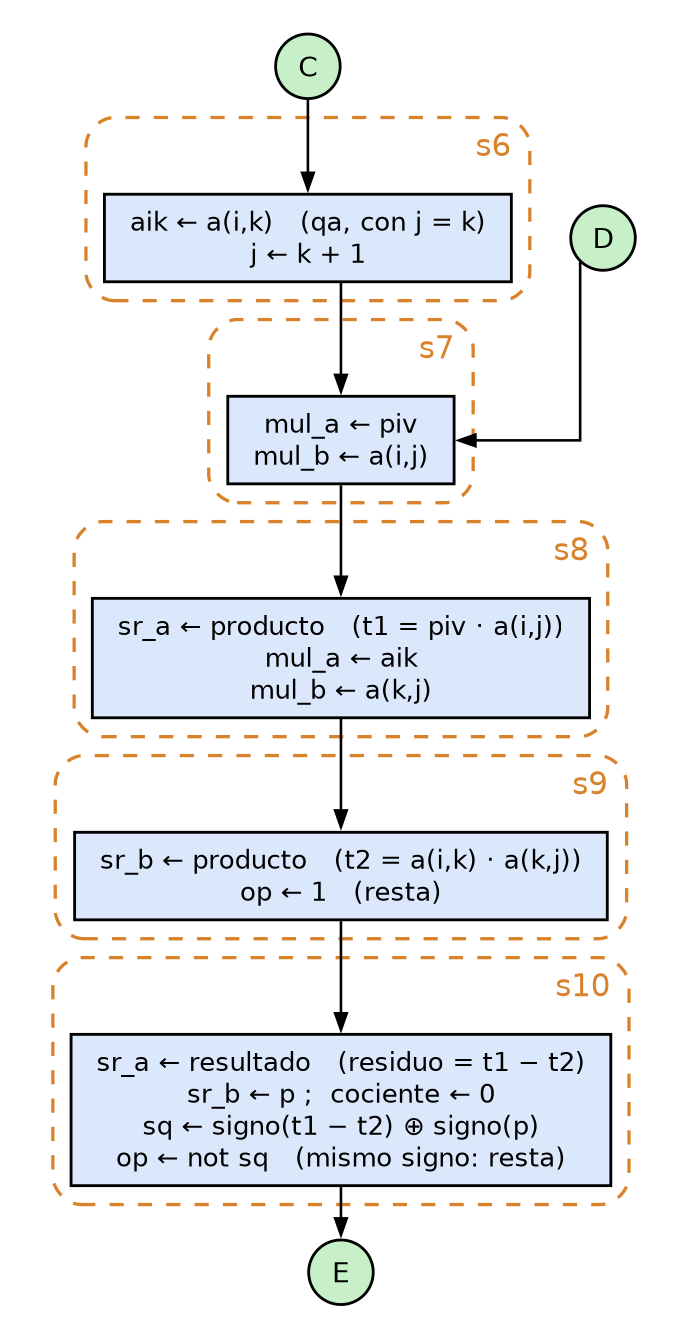 C
s6
aik ← a(i,k)   (qa, con j = k)
j ← k + 1
D
s7
mul_a ← piv
mul_b ← a(i,j)
s8
sr_a ← producto   (t1 = piv · a(i,j))
mul_a ← aik
mul_b ← a(k,j)
s9
sr_b ← producto   (t2 = a(i,k) · a(k,j))
op ← 1   (resta)
s10
sr_a ← resultado   (residuo = t1 − t2)
sr_b ← p ;  cociente ← 0
sq ← signo(t1 − t2) ⊕ signo(p)
op ← not sq   (mismo signo: resta)
E